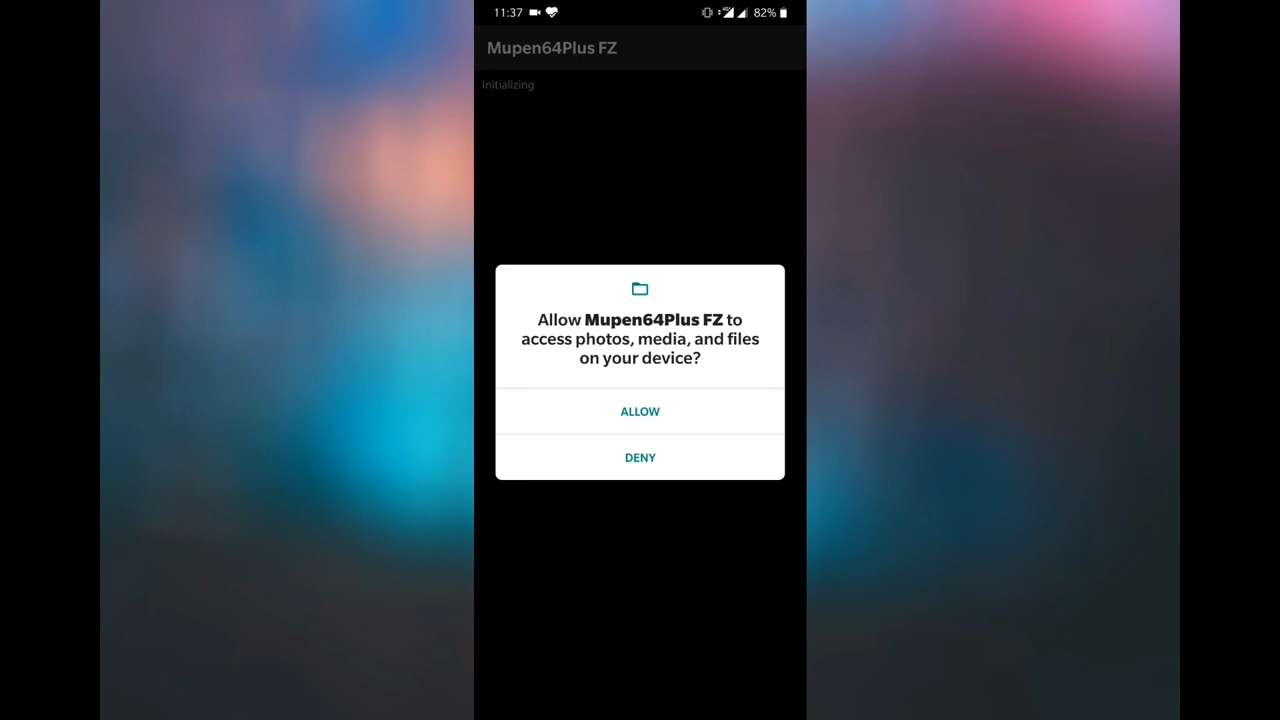 11:37 82%
Mupen64Plus FZ
Initializing
Allow Mupen64Plus FZ to
access photos, media, and files
on your device?
ALLOW
DENY